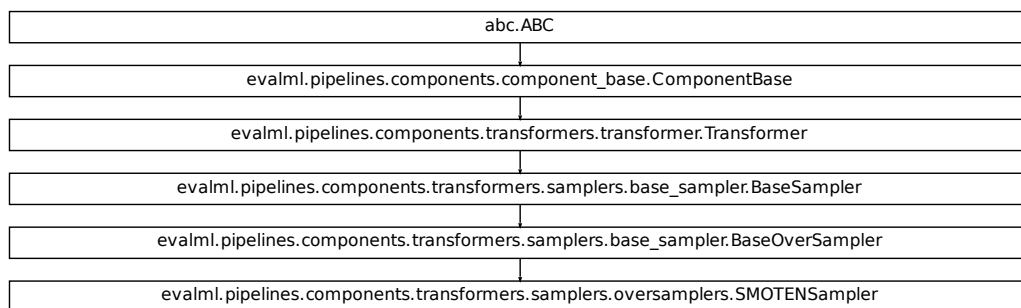 abc.ABC
evalml.pipelines.components.component_base.ComponentBase
evalml.pipelines.components.transformers.transformer.Transformer
evalml.pipelines.components.transformers.samplers.base_sampler.BaseSampler
evalml.pipelines.components.transformers.samplers.base_sampler.BaseOverSampler
evalml.pipelines.components.transformers.samplers.oversamplers.SMOTENSampler